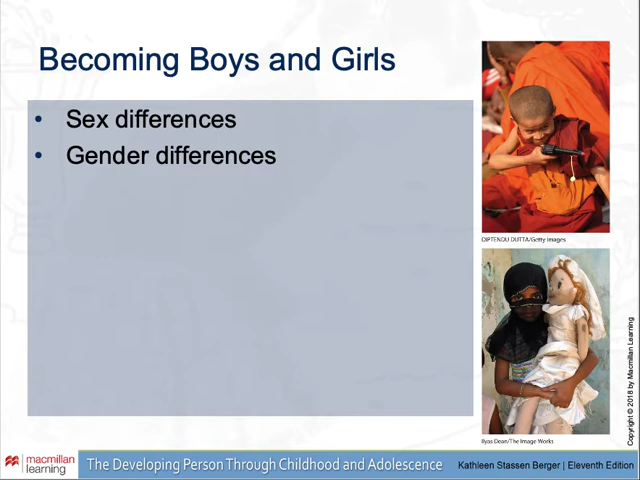 Becoming Boys and Girls
• Sex differences
• Gender differences
DIPTENDU DUTTA/Getty Images
Ilyas Dean/The Image Works
Copyright © 2018 by Macmillan Learning
macmillan
learning
The Developing Person Through Childhood and Adolescence
Kathleen Stassen Berger | Eleventh Edition